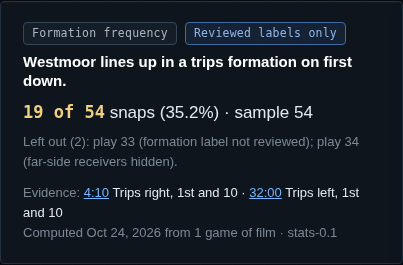 Formation frequency Reviewed labels only
Westmoor lines up in a trips formation on first
down.
19 of 54 snaps (35.2%) · sample 54
Left out (2): play 33 (formation label not reviewed); play 34
(far-side receivers hidden).
Evidence: 4:10 Trips right, 1st and 10 · 32:00 Trips left, 1st
and 10
Computed Oct 24, 2026 from 1 game of film · stats-0.1